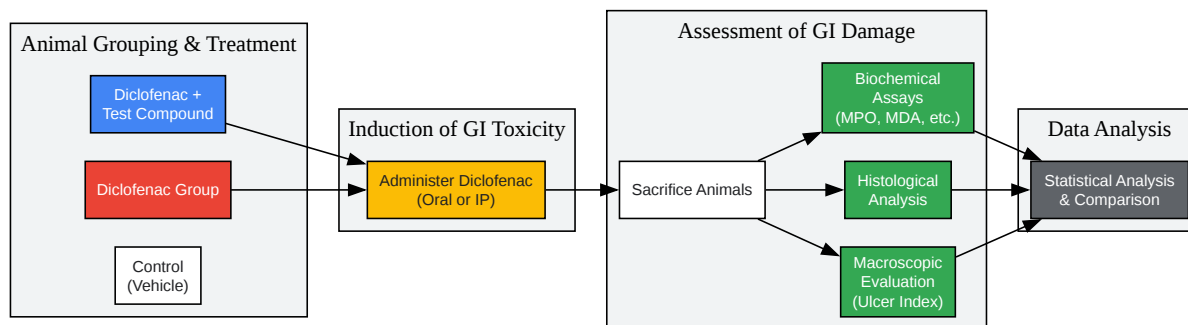 Animal Grouping & Treatment
Diclofenac +
Test Compound
Diclofenac Group
Control
(Vehicle)
Induction of GI Toxicity
Administer Diclofenac
(Oral or IP)
Assessment of GI Damage
Sacrifice Animals
Biochemical
Assays
(MPO, MDA, etc.)
Histological
Analysis
Macroscopic
Evaluation
(Ulcer Index)
Data Analysis
Statistical Analysis
& Comparison